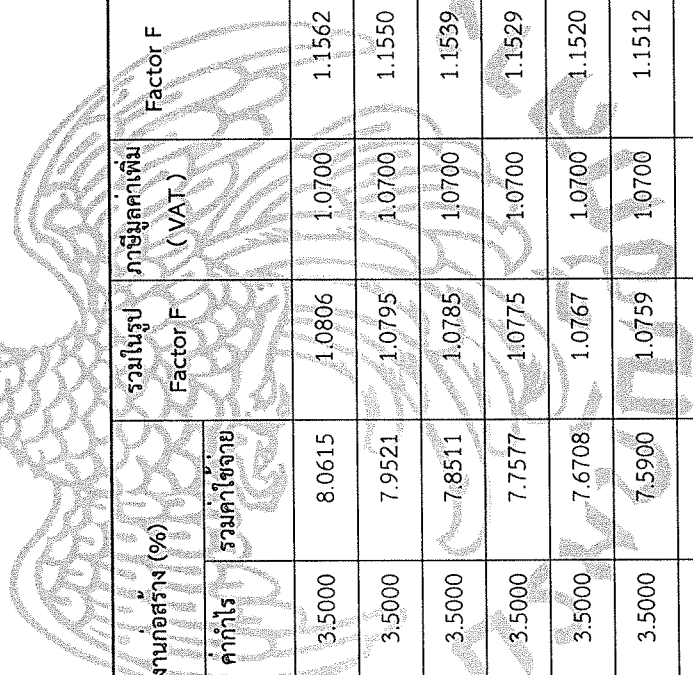 งานก่อสร้าง (%) รวมในรูป ภาษีมูลค่าเพิ่ม Factor F
ค่ากำไร รวมค่าใช้จ่าย Factor F (VAT )
3.5000 8.0615 1.0806 1.0700 1.1562
3.5000 7.9521 1.0795 1.0700 1.1550
3.5000 7.8511 1.0785 1.0700 1.1539
3.5000 7.7577 1.0775 1.0700 1.1529
3.5000 7.6708 1.0767 1.0700 1.1520
3.5000 7.5900 1.0759 1.0700 1.1512